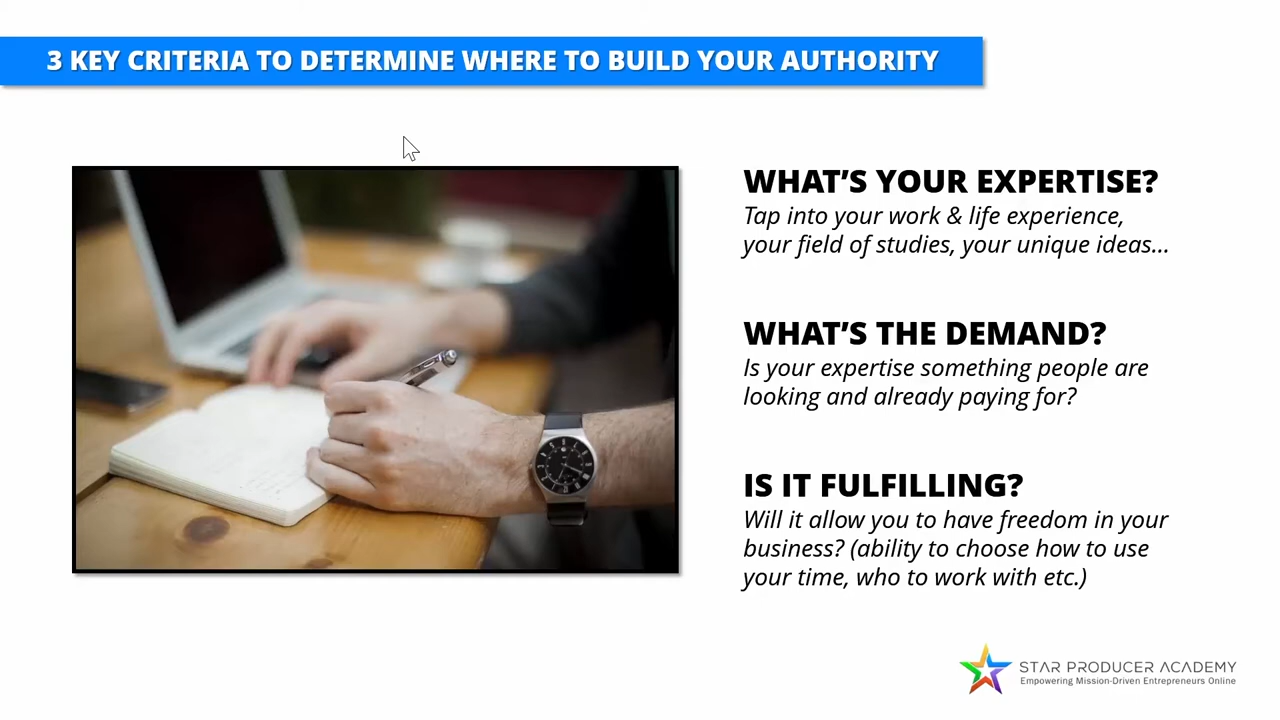 3 KEY CRITERIA TO DETERMINE WHERE TO BUILD YOUR AUTHORITY
WHAT'S YOUR EXPERTISE?
Tap into your work & life experience,
your field of studies, your unique ideas...
WHAT'S THE DEMAND?
Is your expertise something people are
looking and already paying for?
IS IT FULFILLING?
Will it allow you to have freedom in your
business? (ability to choose how to use
your time, who to work with etc.)
STAR PRODUCER ACADEMY
Empowering Mission-Driven Entrepreneurs Online